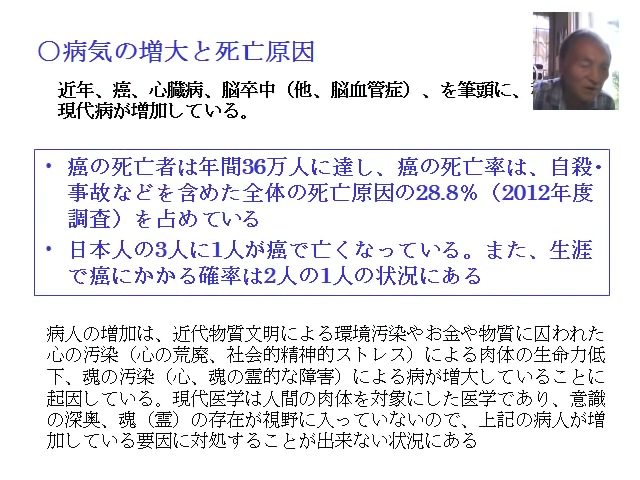 〇病気の増大と死亡原因
近年、癌、心臓病、脳卒中（他、脳血管症）、を筆頭に、
現代病が増加している。
• 癌の死亡者は年間36万人に達し、癌の死亡率は、自殺・
事故などを含めた全体の死亡原因の28.8％（2012年度
調査）を占めている
• 日本人の3人に1人が癌で亡くなっている。また、生涯
で癌にかかる確率は2人の1人の状況にある
病人の増加は、近代物質文明による環境汚染やお金や物質に囚われた
心の汚染（心の荒廃、社会的精神的ストレス）による肉体の生命力低
下、魂の汚染（心、魂の霊的な障害）による病が増大していることに
起因している。現代医学は人間の肉体を対象にした医学であり、意識
の深奥、魂（霊）の存在が視野に入っていないので、上記の病人が増
加している要因に対処することが出来ない状況にある